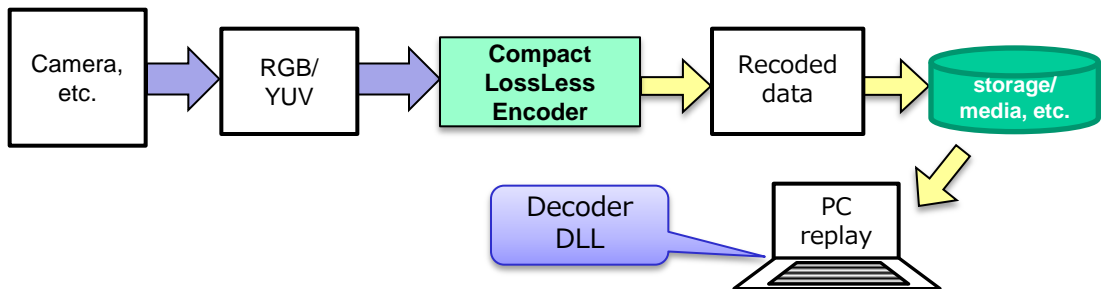 Camera,
etc.
RGB/
YUV
Compact
LossLess
Encoder
Recoded
data
storage/
media, etc.
Decoder
DLL
PC
replay